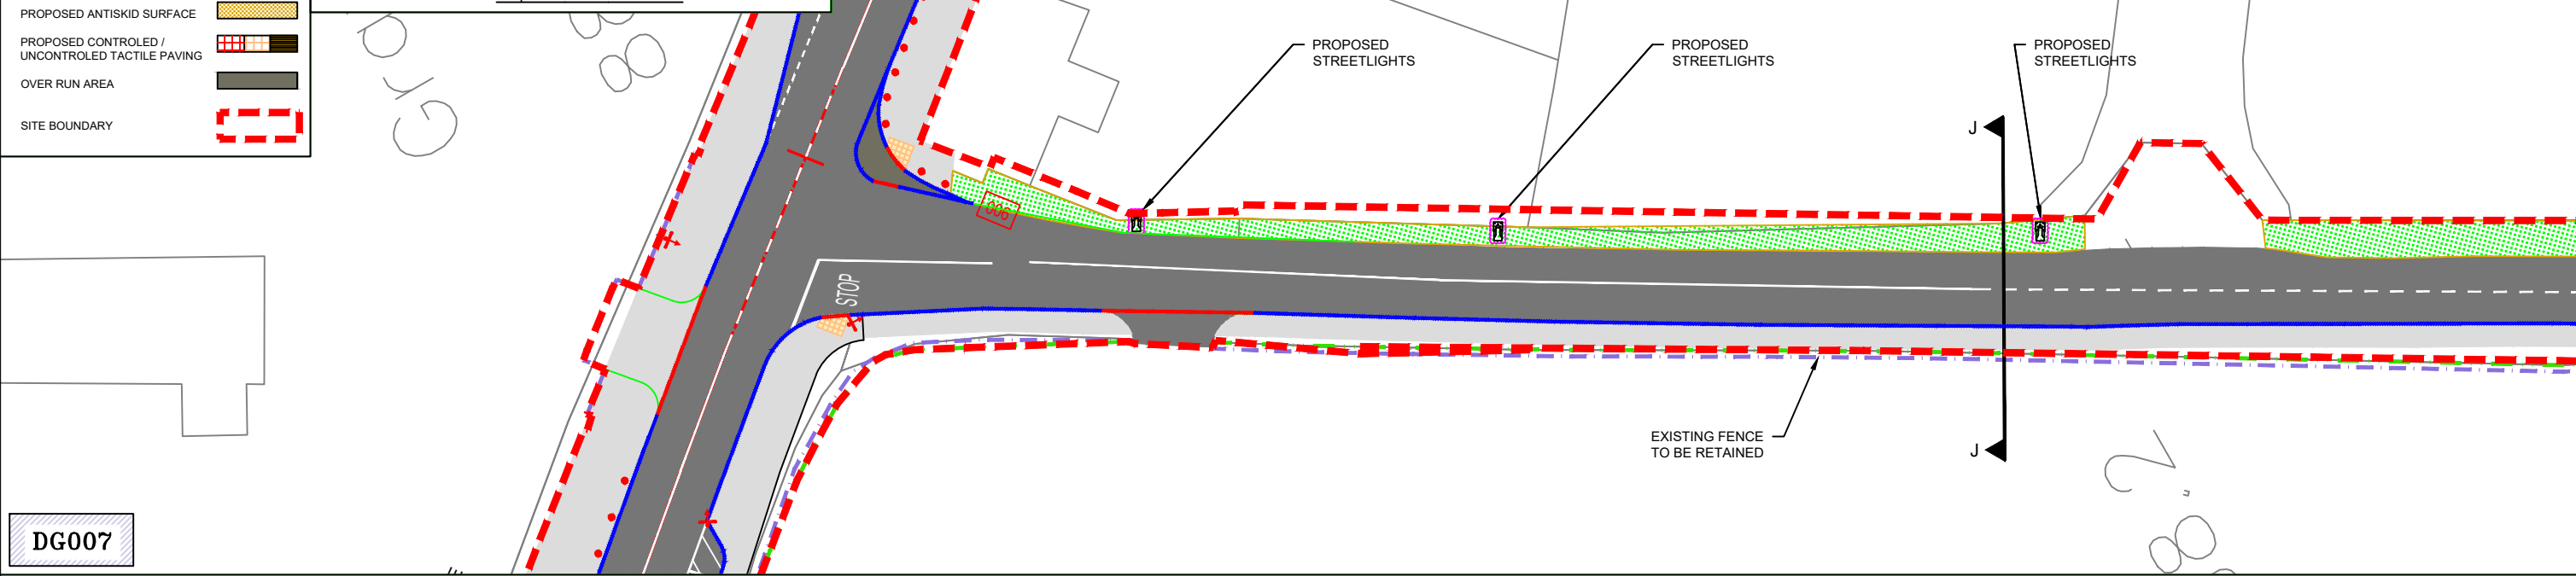 PROPOSED ANTISKID SURFACE
PROPOSED CONTROLED /
UNCONTROLED TACTILE PAVING
OVER RUN AREA
SITE BOUNDARY
PROPOSED
STREETLIGHTS
PROPOSED
STREETLIGHTS
PROPOSED
STREETLIGHTS
J
006
STOP
EXISTING FENCE
TO BE RETAINED
J
DG007